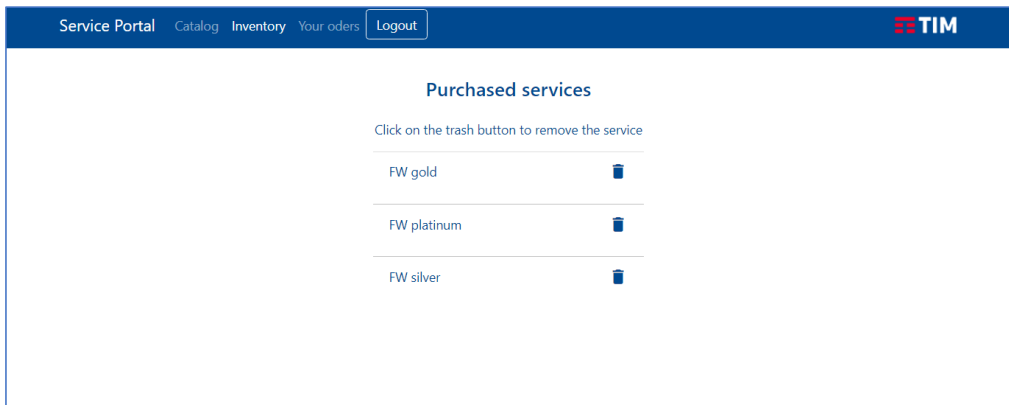 Service Portal Catalog Inventory Your oders Logout TIM
Purchased services
Click on the trash button to remove the service
FW gold
FW platinum
FW silver